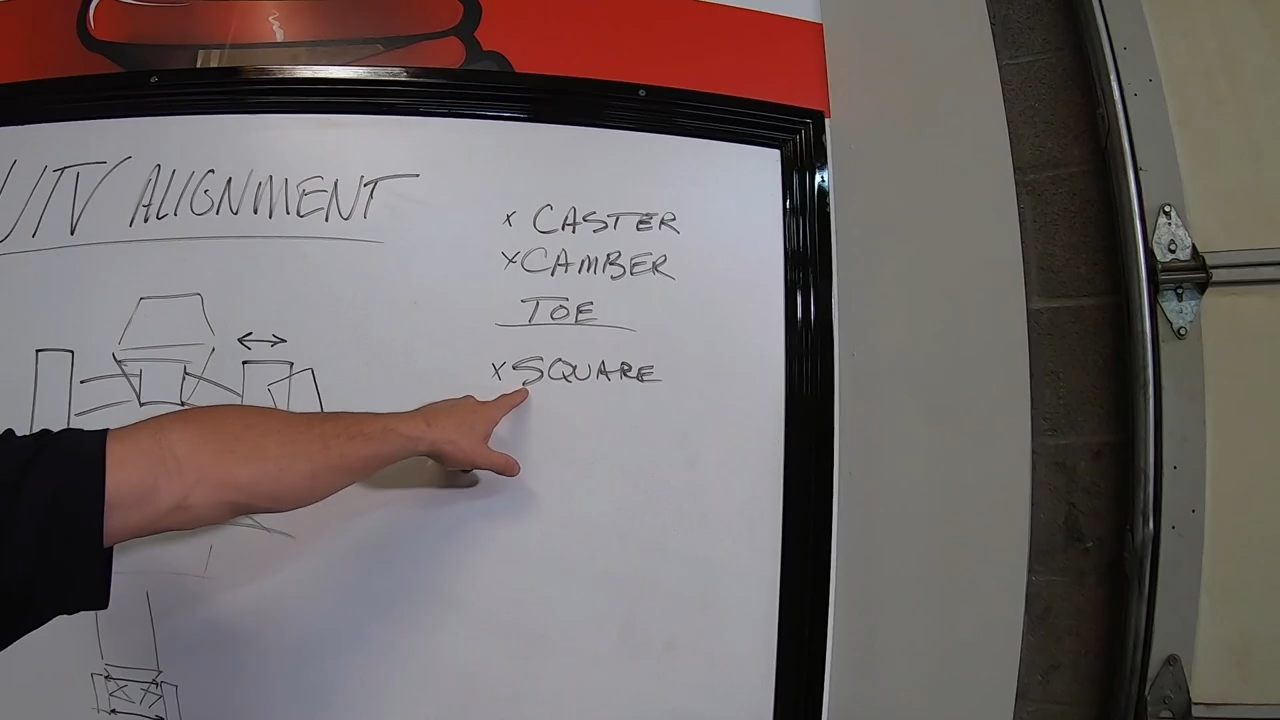 UTV ALIGNMENT
x CASTER
x CAMBER
TOE
x SQUARE